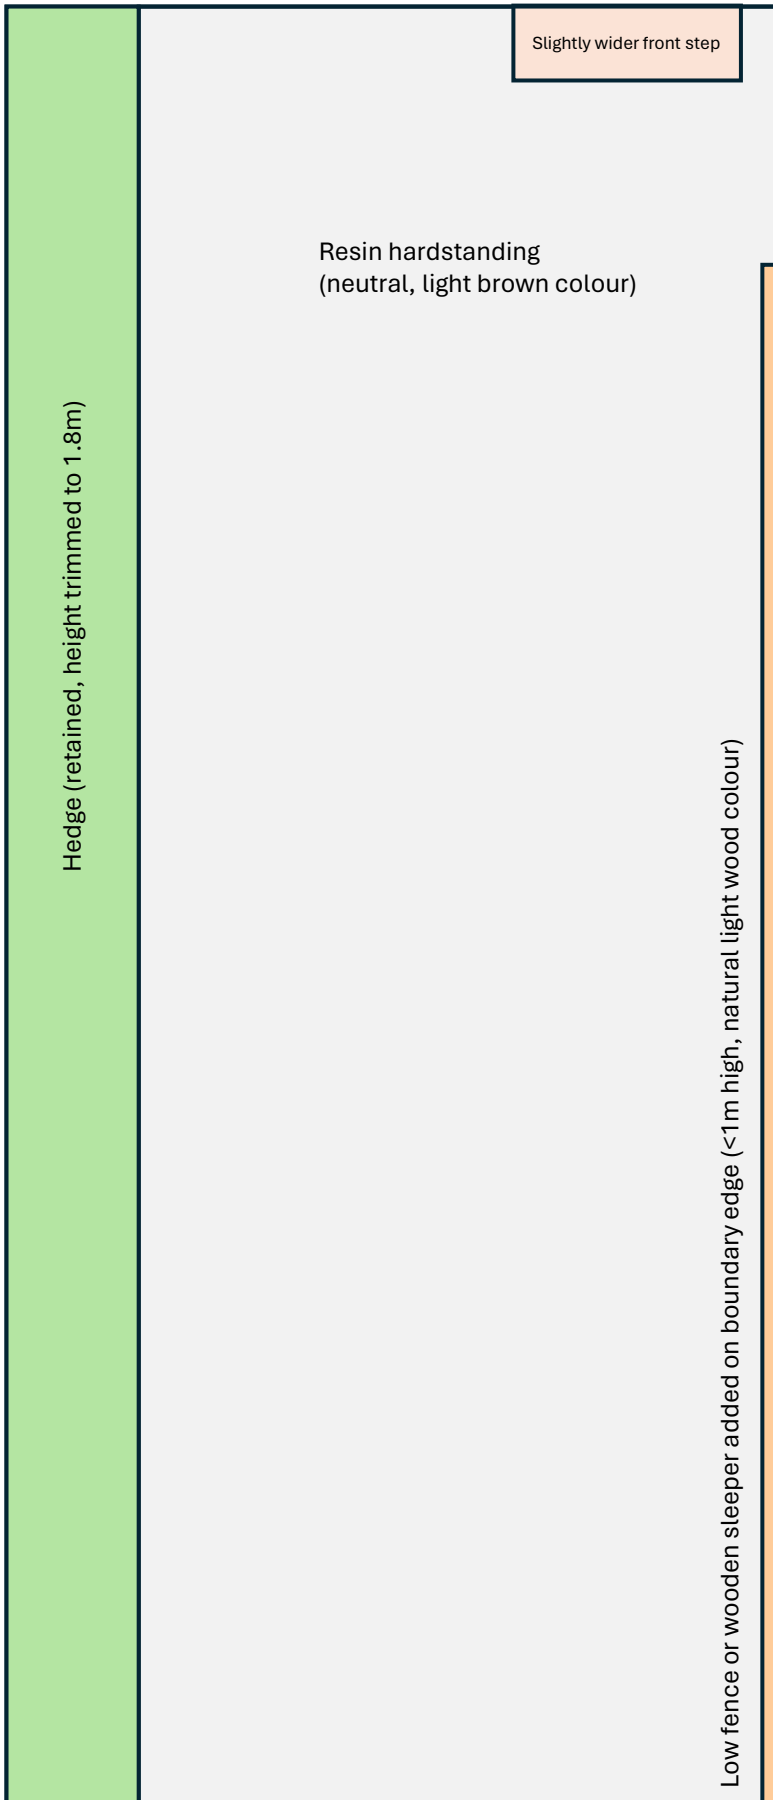 Slightly wider front step
Resin hardstanding
(neutral, light brown colour)
Hedge (retained, height trimmed to 1.8m)
Low fence or wooden sleeper added on boundary edge (<1m high, natural light wood colour)